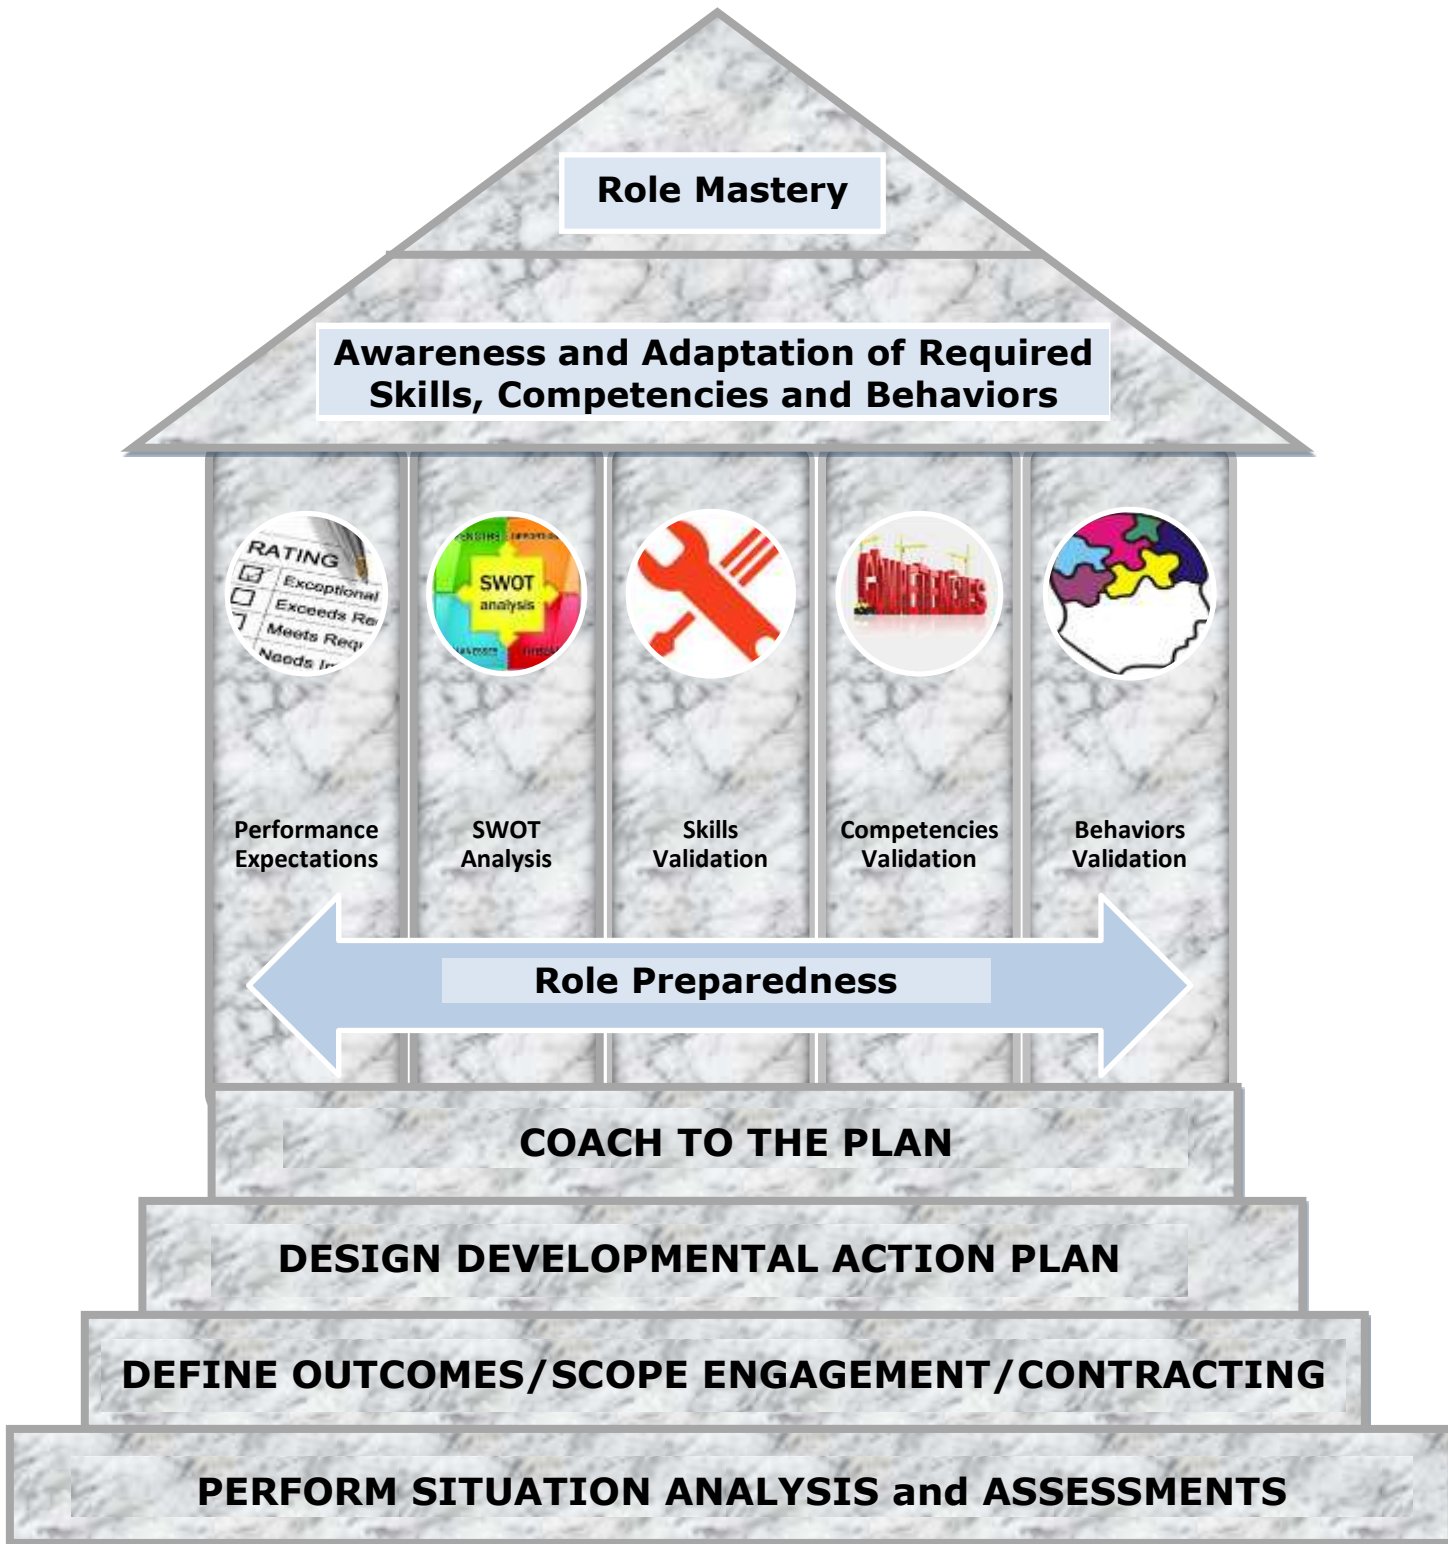 Role Mastery
Awareness and Adaptation of Required
Skills, Competencies and Behaviors
RATING
Exceptional
Exceeds
Meets
Needs
SWOT
analysis
Performance
Expectations
SWOT
Analysis
Skills
Validation
Competencies
Validation
Behaviors
Validation
Role Preparedness
COACH TO THE PLAN
DESIGN DEVELOPMENTAL ACTION PLAN
DEFINE OUTCOMES/SCOPE ENGAGEMENT/CONTRACTING
PERFORM SITUATION ANALYSIS and ASSESSMENTS